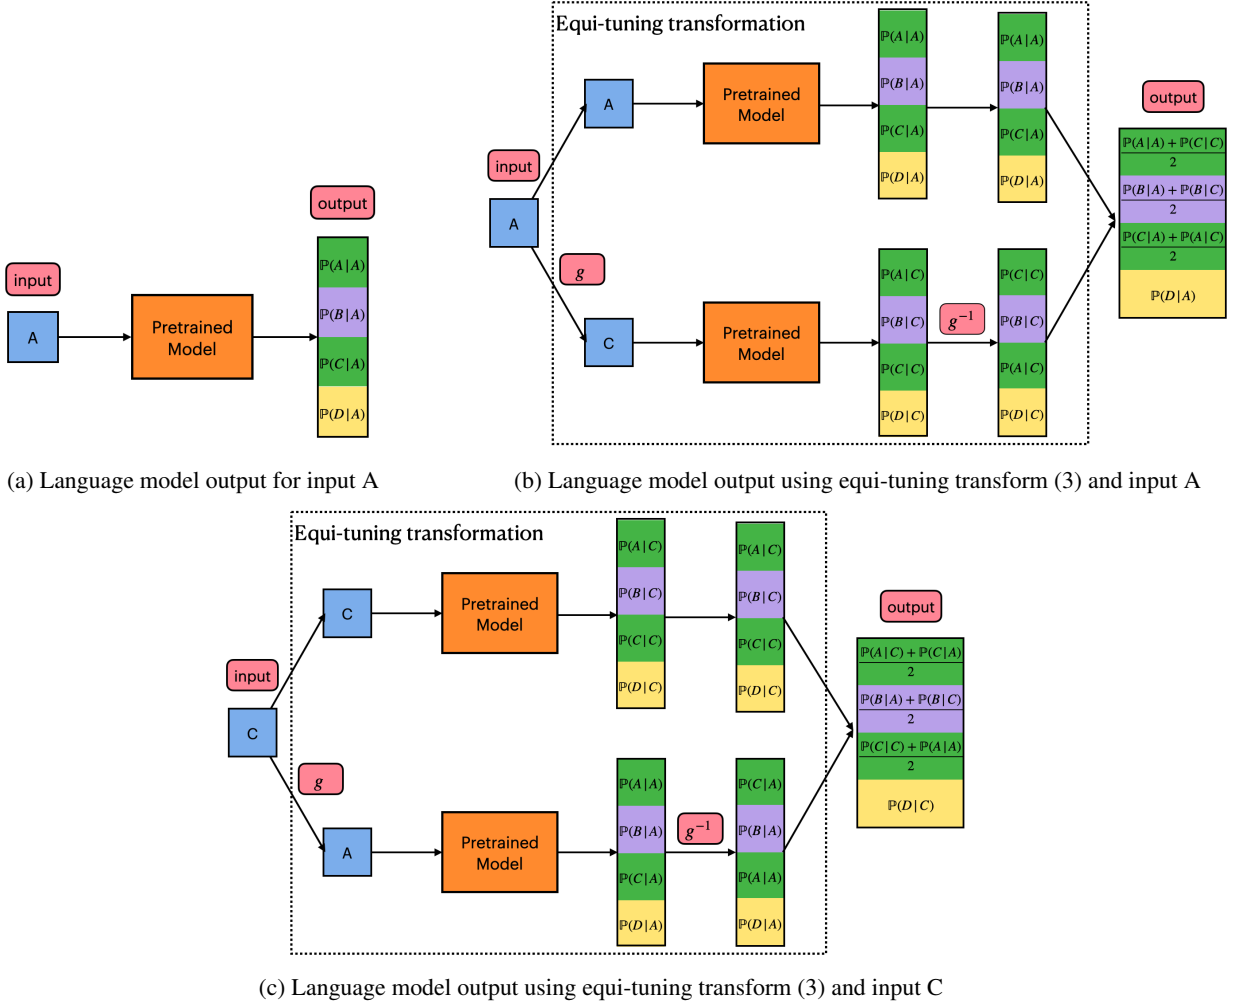 input
A
Pretrained
Model
output
ℙ(A|A)
ℙ(B|A)
ℙ(C|A)
ℙ(D|A)
(a) Language model output for input A
Equi-tuning transformation
input
A
g
A
Pretrained
Model
ℙ(A|A)
ℙ(B|A)
ℙ(C|A)
ℙ(D|A)
ℙ(A|A)
ℙ(B|A)
ℙ(C|A)
ℙ(D|A)
C
Pretrained
Model
ℙ(A|C)
ℙ(B|C)
ℙ(C|C)
ℙ(D|C)
g⁻¹
ℙ(C|C)
ℙ(B|C)
ℙ(A|C)
ℙ(D|C)
output
ℙ(A|A) + ℙ(C|C)
2
ℙ(B|A) + ℙ(B|C)
2
ℙ(C|A) + ℙ(A|C)
2
ℙ(D|A)
(b) Language model output using equi-tuning transform (3) and input A
Equi-tuning transformation
input
C
g
C
Pretrained
Model
ℙ(A|C)
ℙ(B|C)
ℙ(C|C)
ℙ(D|C)
ℙ(A|C)
ℙ(B|C)
ℙ(C|C)
ℙ(D|C)
A
Pretrained
Model
ℙ(A|A)
ℙ(B|A)
ℙ(C|A)
ℙ(D|A)
g⁻¹
ℙ(C|A)
ℙ(B|A)
ℙ(A|A)
ℙ(D|A)
output
ℙ(A|C) + ℙ(C|A)
2
ℙ(B|A) + ℙ(B|C)
2
ℙ(C|C) + ℙ(A|A)
2
ℙ(D|C)
(c) Language model output using equi-tuning transform (3) and input C